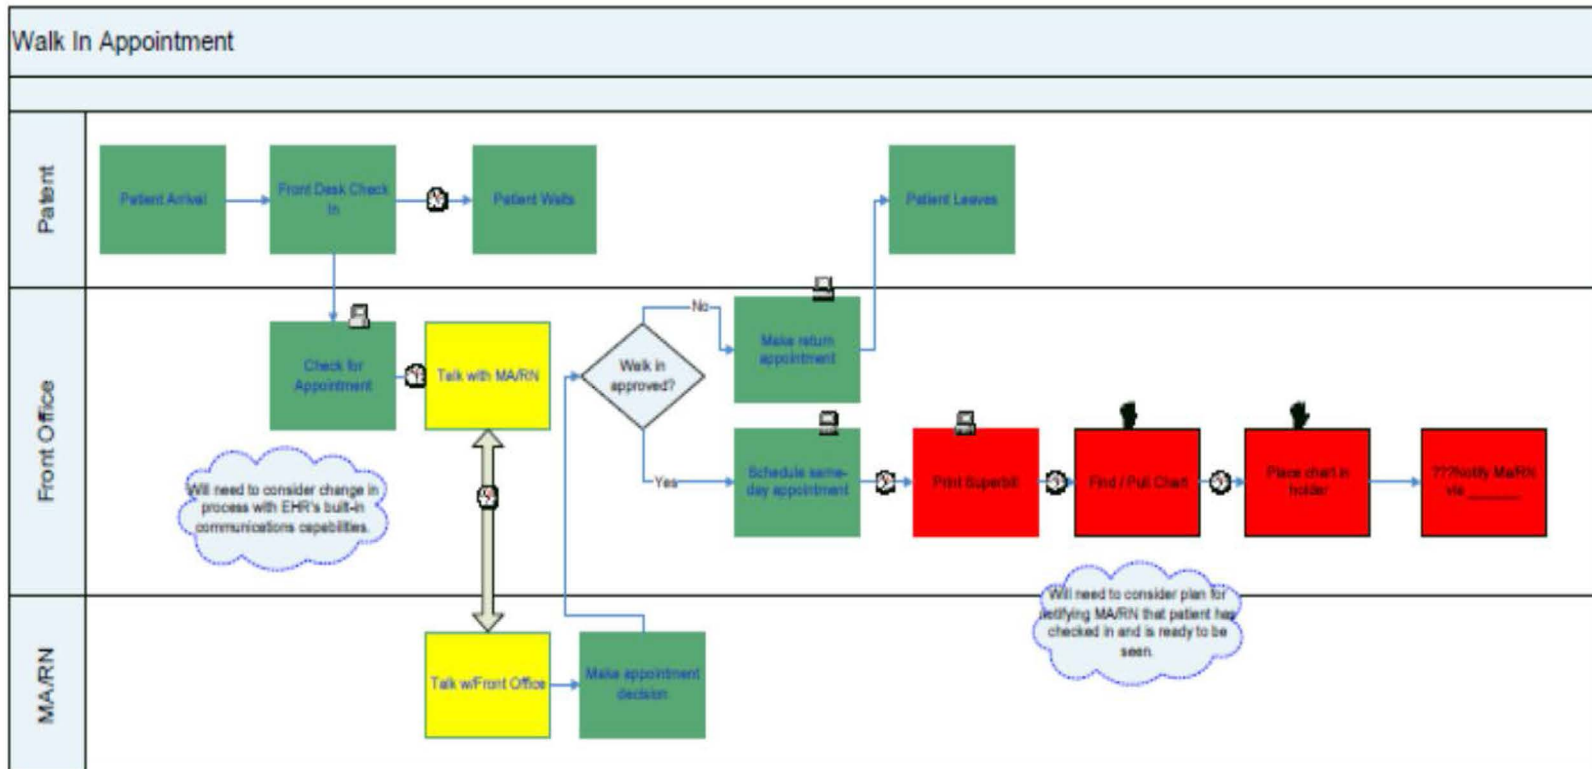 Walk In Appointment
Patent
Patient Arrival
Front Desk Check
In
Patient Waits
Patient Leaves
Front Office
Check for
Appointment
Talk with MA/RN
Walk in
approved?
No
Yes
Make return
appointment
Schedule same-
day appointment
Print Superbill
Find / Pull Chart
Place chart in
holder
???Notify Ma/RN
via _______
Will need to consider change in
process with EHR's built-in
communications capabilities.
Will need to consider plan for
notifying MA/RN that patient has
checked in and is ready to be
seen.
MA/RN
Talk w/Front Office
Make appointment
decision